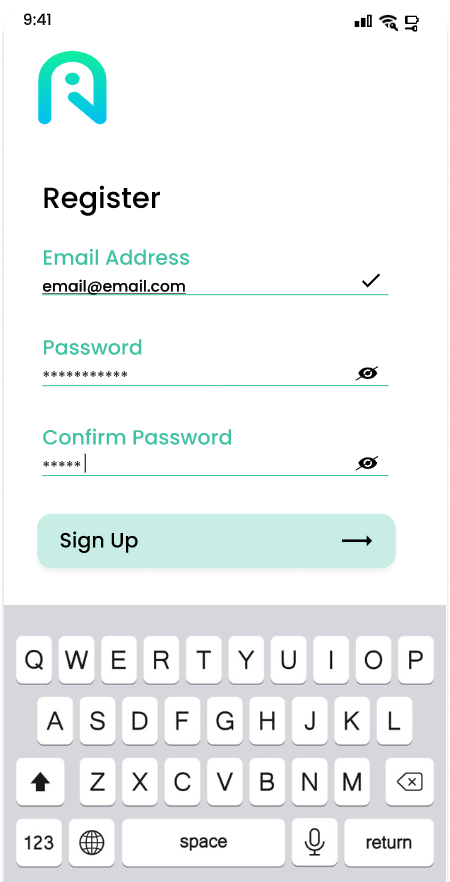 9:41
Register
Email Address
email@email.com
Password
***********
Confirm Password
*****
Sign Up
Q W E R T Y U I O P
A S D F G H J K L
Z X C V B N M
123 space return